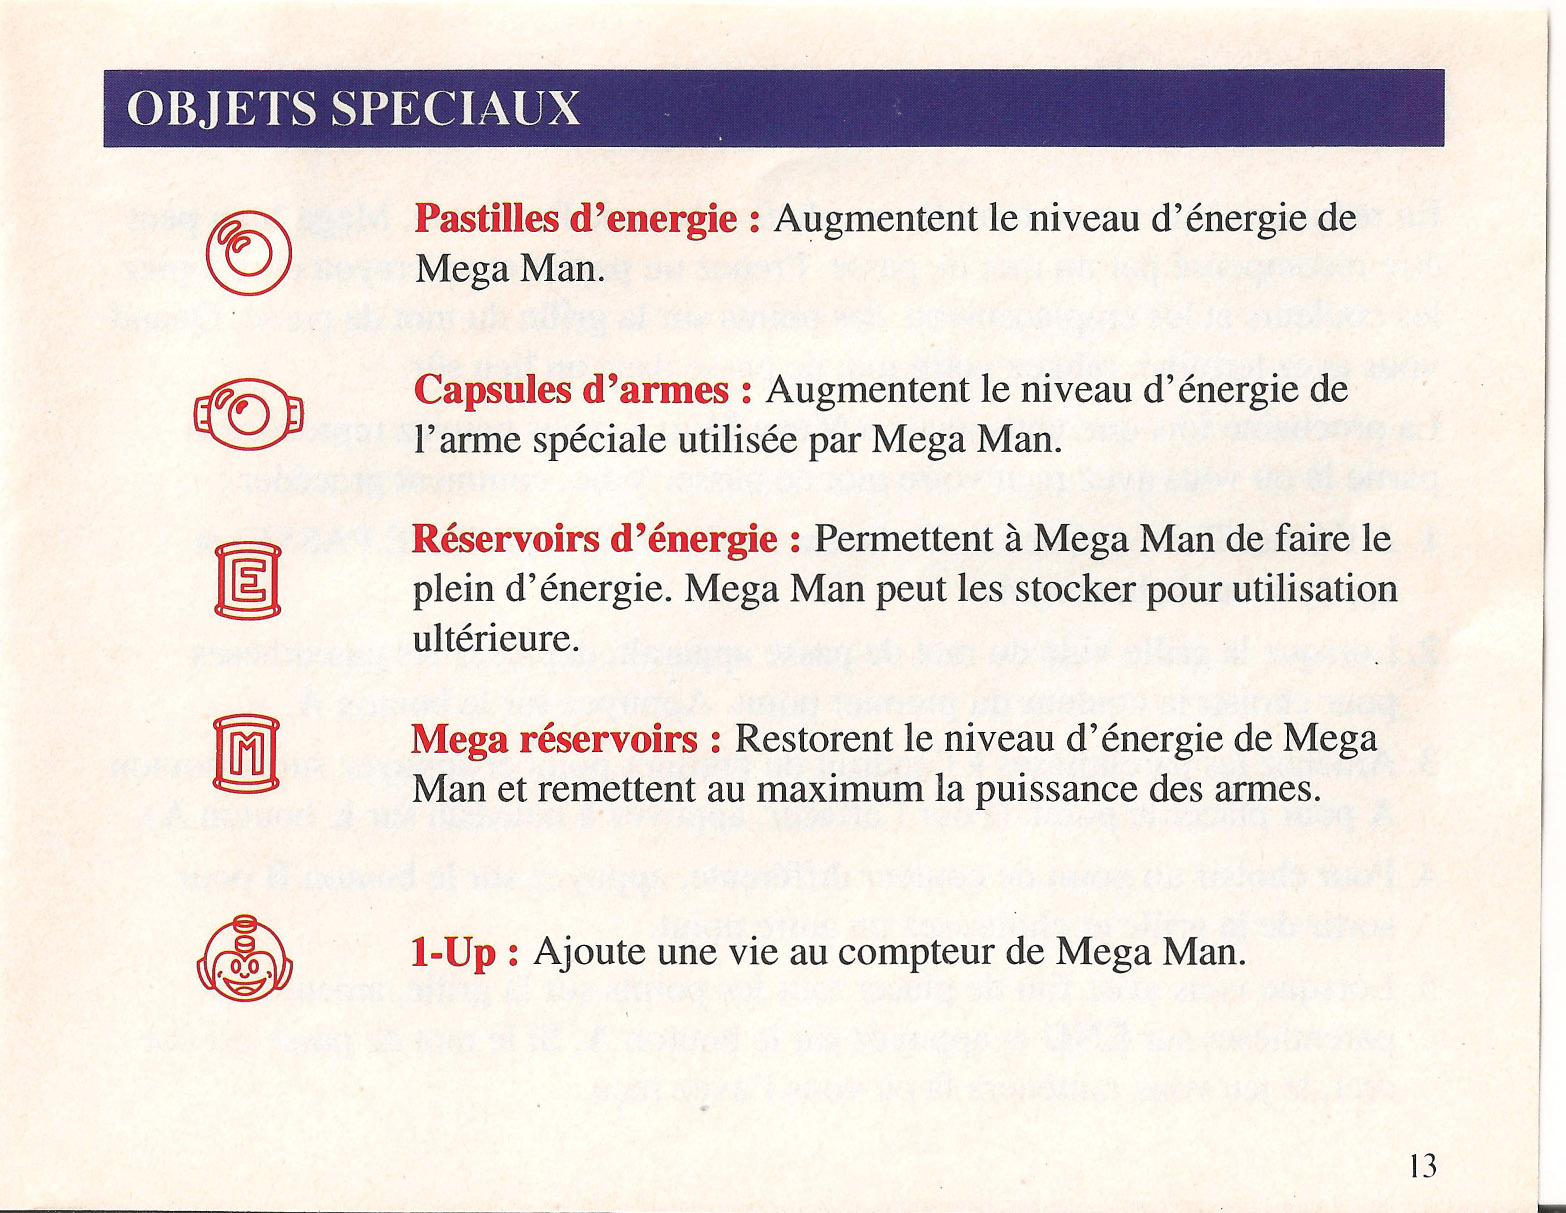 OBJETS SPECIAUX
Pastilles d'energie : Augmentent le niveau d'énergie de
Mega Man.
Capsules d'armes : Augmentent le niveau d'énergie de
l'arme spéciale utilisée par Mega Man.
E
Réservoirs d'énergie : Permettent à Mega Man de faire le
plein d'énergie. Mega Man peut les stocker pour utilisation
ultérieure.
M
Mega réservoirs : Restorent le niveau d'énergie de Mega
Man et remettent au maximum la puissance des armes.
1-Up : Ajoute une vie au compteur de Mega Man.
13